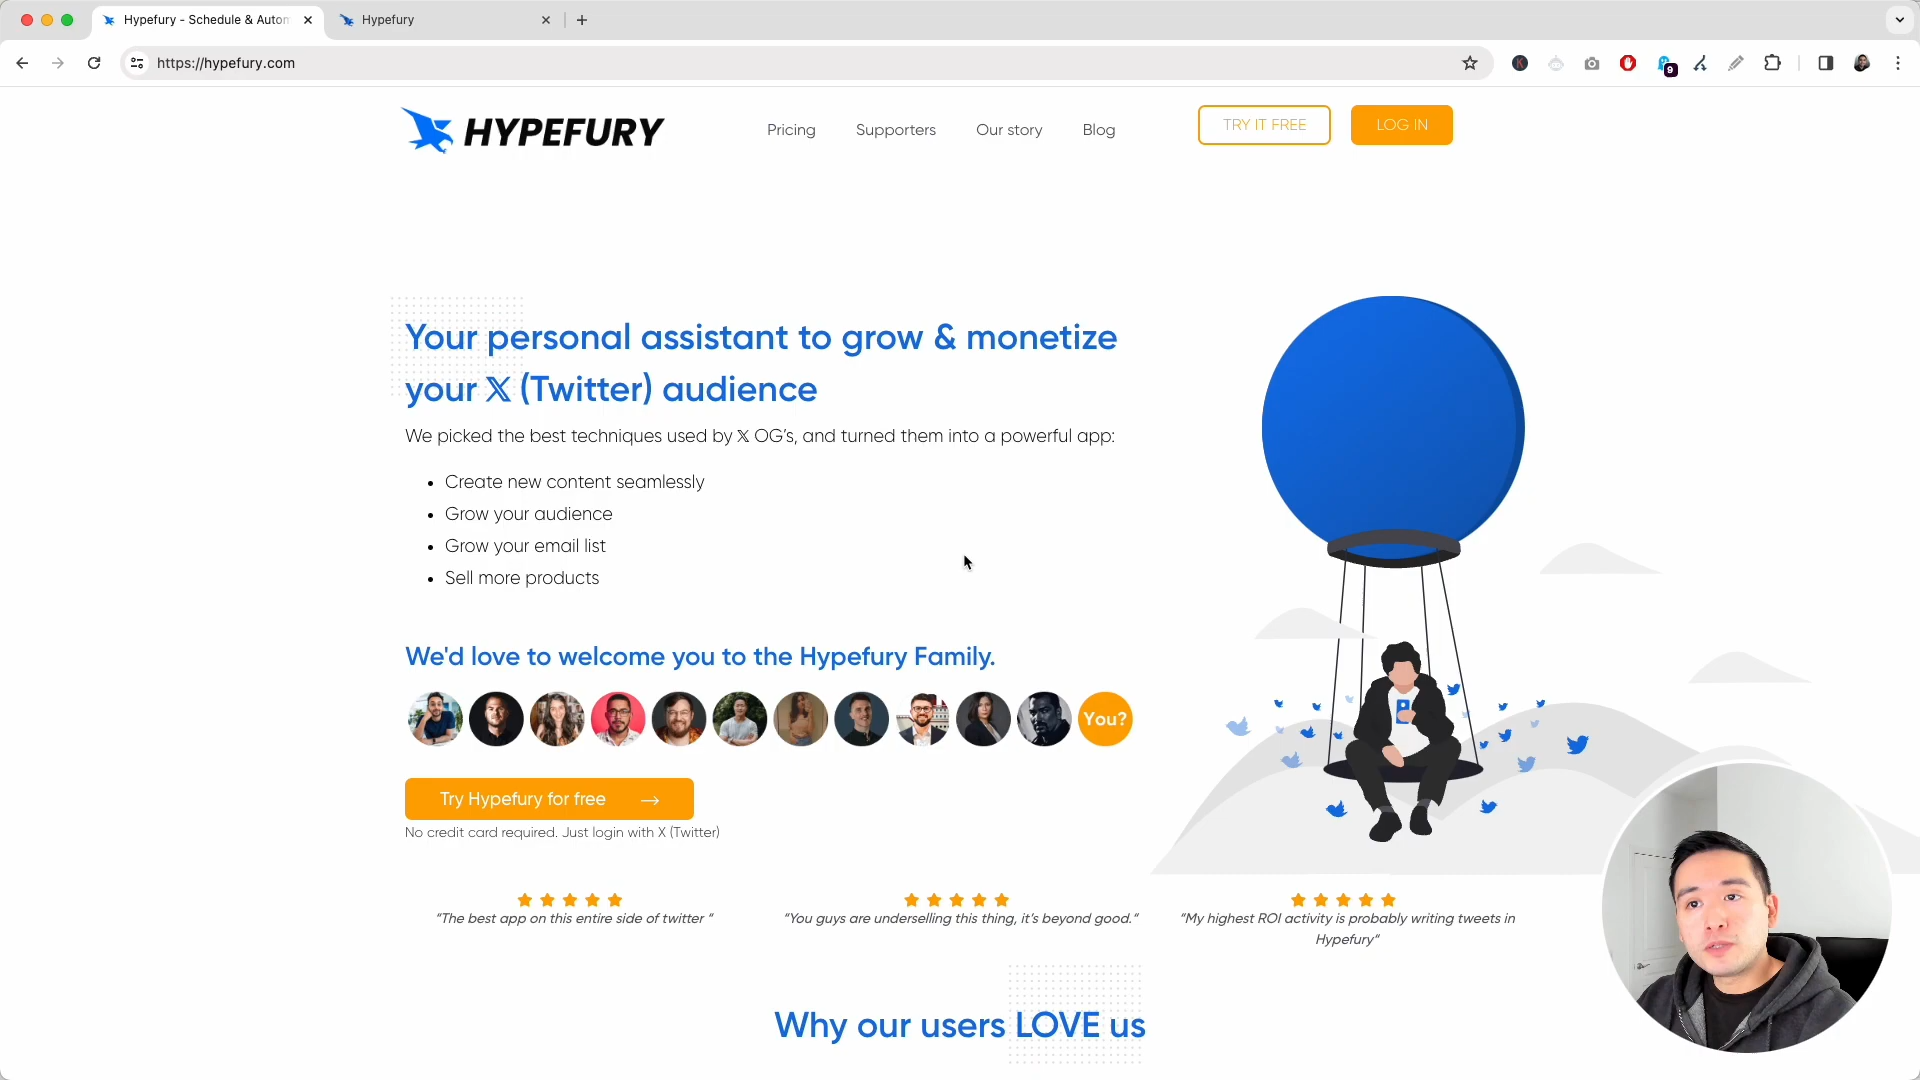 Hypefury - Schedule & Autom
Hypefury
https://hypefury.com
9
HYPEFURY
Pricing
Supporters
Our story
Blog
TRY IT FREE
LOG IN
Your personal assistant to grow & monetize
your 𝕏 (Twitter) audience
We picked the best techniques used by 𝕏 OG's, and turned them into a powerful app:
• Create new content seamlessly
• Grow your audience
• Grow your email list
• Sell more products
We'd love to welcome you to the Hypefury Family.
You?
Try Hypefury for free →
No credit card required. Just login with X (Twitter)
“The best app on this entire side of twitter “
“You guys are underselling this thing, it’s beyond good.“
“My highest ROI activity is probably writing tweets in
Hypefury“
Why our users LOVE us